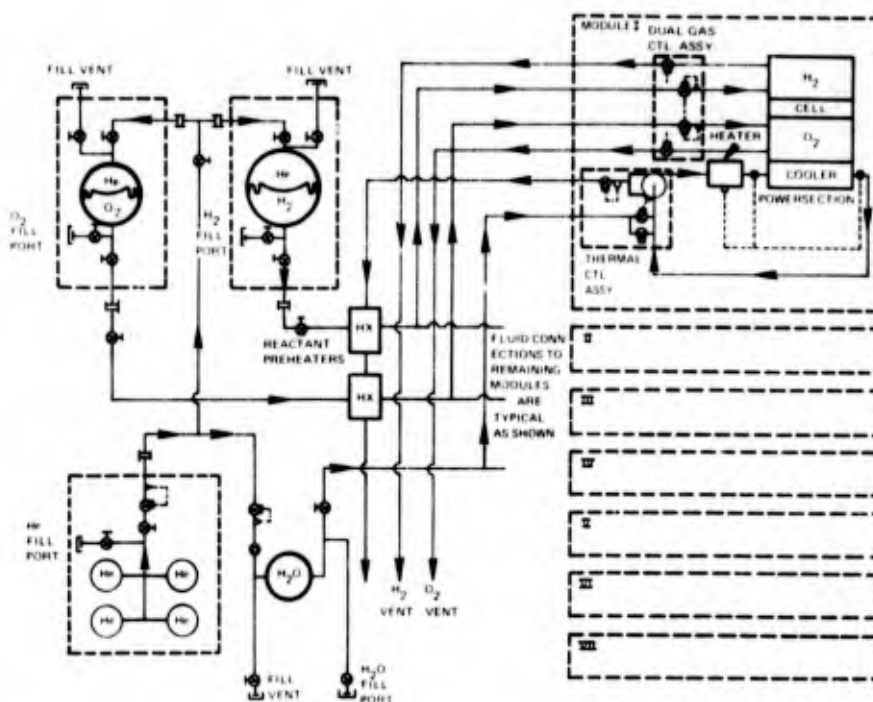 MODULE I
DUAL GAS
CTL ASSY.
FILL VENT
FILL VENT
H2
CELL
O2
HEATER
COOLER
POWERSECTION
He
O2
He
H2
O2
FILL
PORT
H2
FILL
PORT
THERMAL
CTL
ASSY
HX
REACTANT
PREHEATERS
HX
FLUID CONN
ECTIONS TO
REMAINING
MODULES
ARE
TYPICAL
AS SHOWN
II
III
IV
V
VI
VII
He
FILL
PORT
He
He
He
He
H2O
H2
VENT
O2
VENT
FILL
VENT
H2O
FILL
PORT